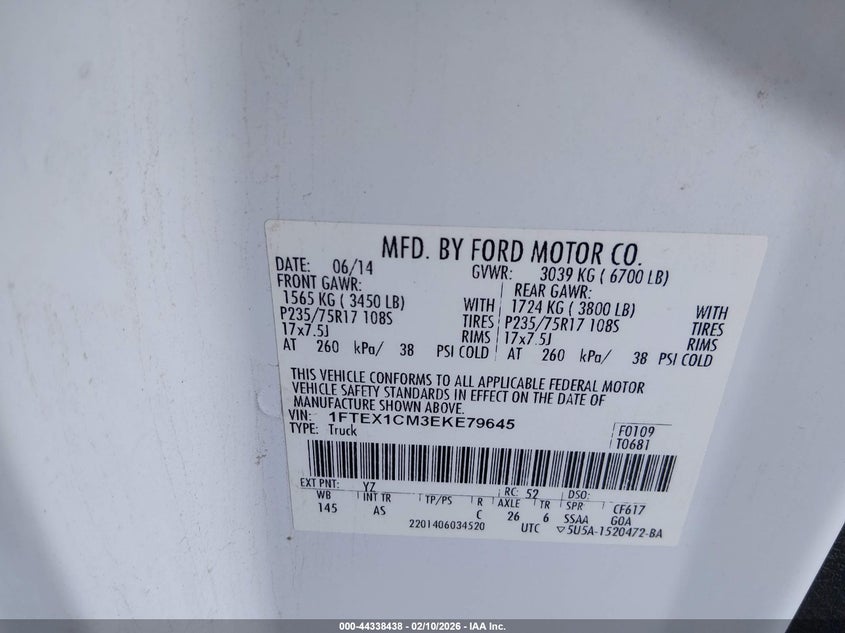 MFD. BY FORD MOTOR CO.
DATE: 06/14 GVWR: 3039 KG ( 6700 LB)
FRONT GAWR: REAR GAWR:
1565 KG ( 3450 LB) WITH 1724 KG ( 3800 LB) WITH
P235/75R17 108S TIRES P235/75R17 108S TIRES
17x7.5J RIMS 17x7.5J RIMS
AT 260 kPa/ 38 PSI COLD AT 260 kPa/ 38 PSI COLD
THIS VEHICLE CONFORMS TO ALL APPLICABLE FEDERAL MOTOR
VEHICLE SAFETY STANDARDS IN EFFECT ON THE DATE OF
MANUFACTURE SHOWN ABOVE.
VIN: 1FTEX1CM3EKE79645
TYPE: Truck
F0109
T0681
EXT PNT: YZ RC: 52 DSO:
WB INT TR TP/PS R AXLE TR SPR CF617
145 AS C 26 6 SSAA GOA
2201406034520 UTC ▽5U5A-1520472-BA
000-44338438 - 02/10/2026 - IAA Inc.